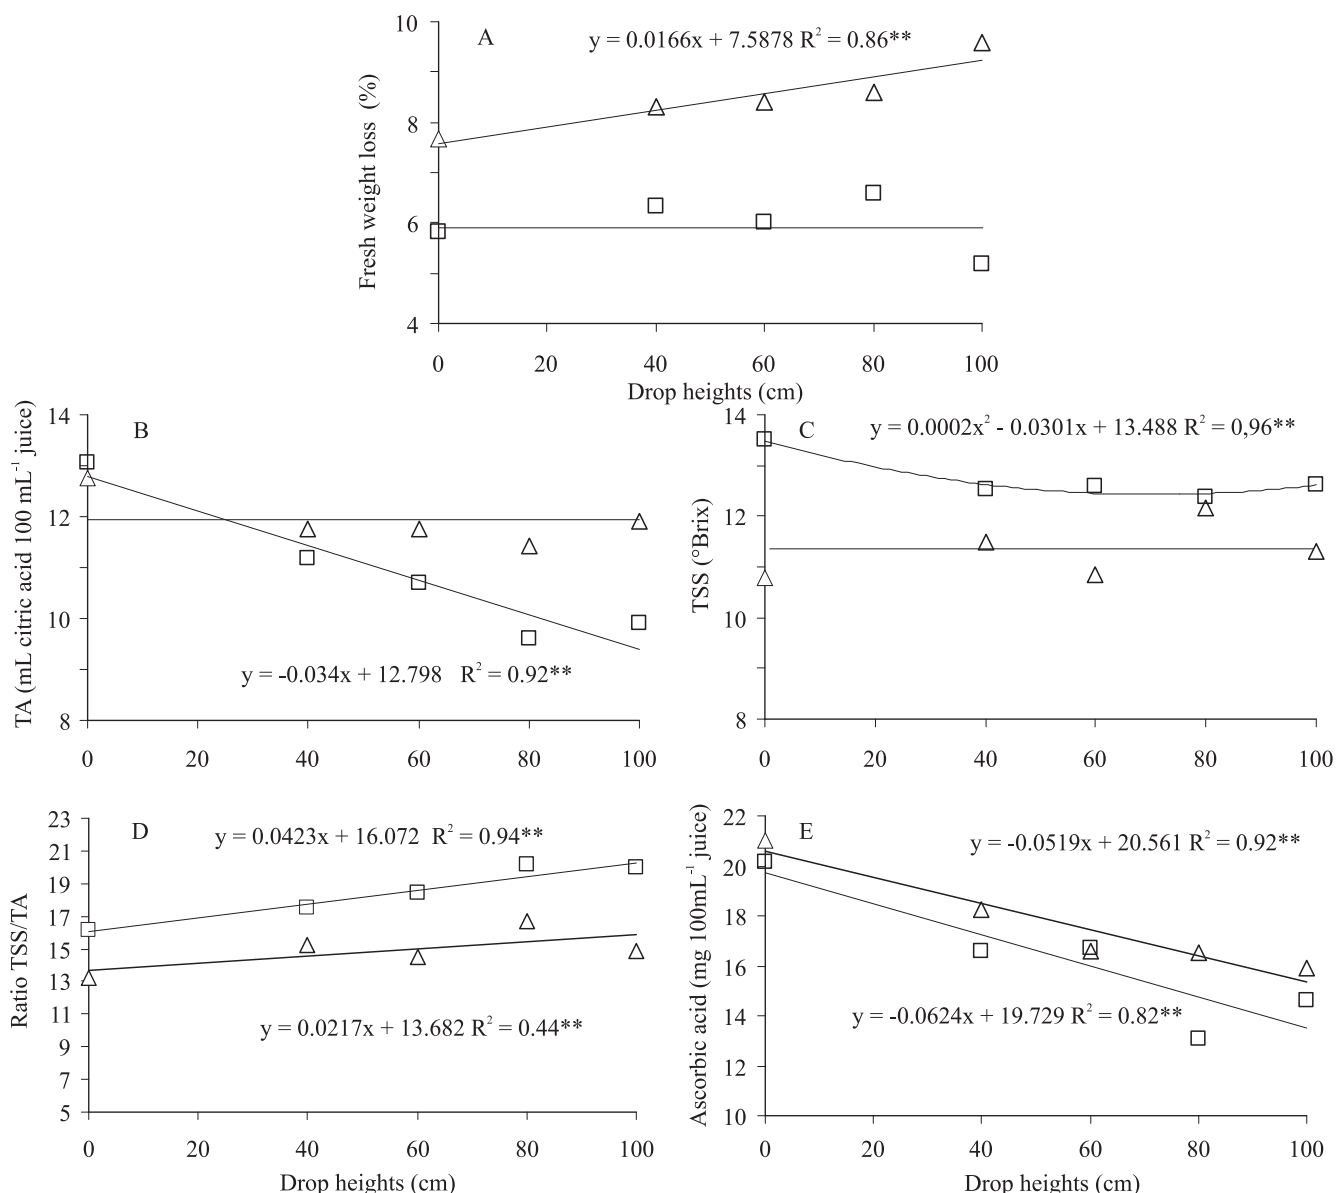 A
y = 0.0166x + 7.5878 R² = 0.86**
Fresh weight loss (%)
10
8
6
4
0 20 40 60 80 100
Drop heights (cm)
B
TA (mL citric acid 100 mL⁻¹ juice)
14
12
10
8
y = -0.034x + 12.798 R² = 0.92**
0 20 40 60 80 100
C
y = 0.0002x² - 0.0301x + 13.488 R² = 0,96**
TSS (°Brix)
14
12
10
8
0 20 40 60 80 100
D
y = 0.0423x + 16.072 R² = 0.94**
Ratio TSS/TA
23
21
19
17
15
13
11
9
7
5
y = 0.0217x + 13.682 R² = 0.44**
0 20 40 60 80 100
Drop heights (cm)
E
y = -0.0519x + 20.561 R² = 0.92**
Ascorbic acid (mg 100mL⁻¹ juice)
22
20
18
16
14
12
10
y = -0.0624x + 19.729 R² = 0.82**
0 20 40 60 80 100
Drop heights (cm)